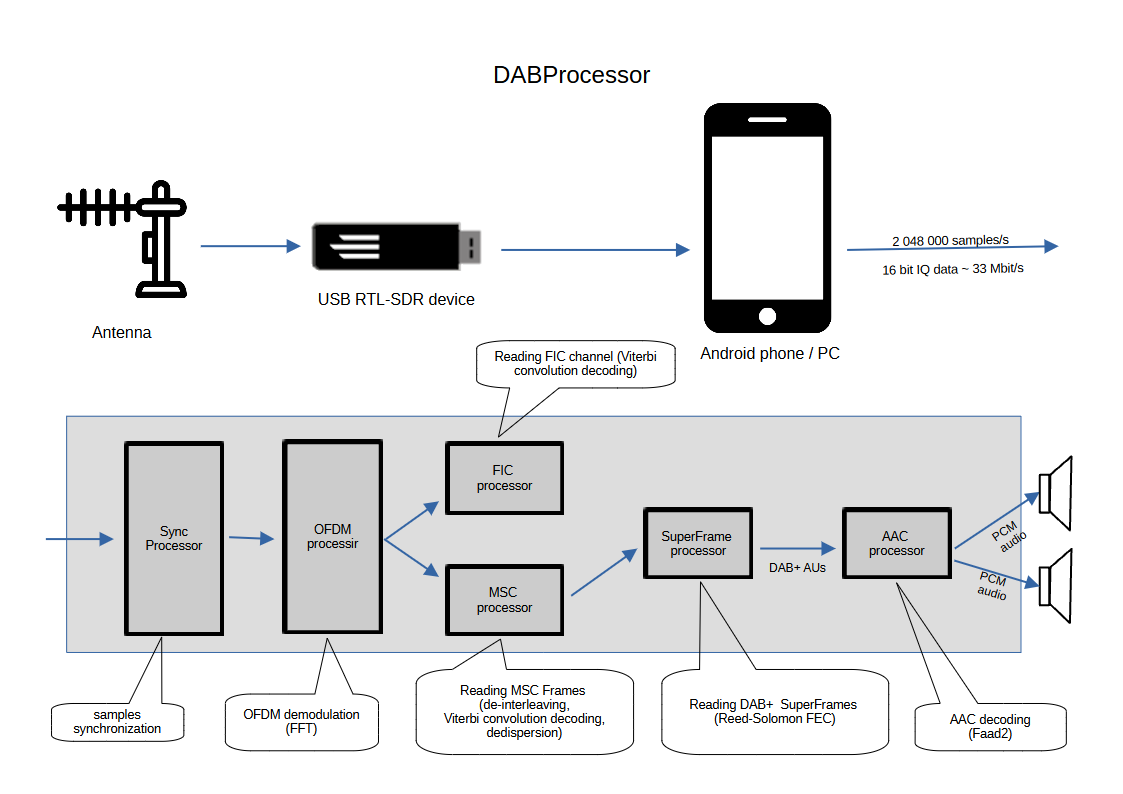 DABProcessor
2 048 000 samples/s
16 bit IQ data ~ 33 Mbit/s
USB RTL-SDR device
Antenna
Android phone / PC
Reading FIC channel (Viterbi
convolution decoding)
FIC
processor
Sync
Processor
OFDM
processir
SuperFrame
processor
AAC
processor
PCM
audio
DAB+ AUs
PCM
audio
MSC
processor
samples
synchronization
OFDM demodulation
(FFT)
Reading MSC Frames
(de-interleaving,
Viterbi convolution decoding,
dedispersion)
Reading DAB+  SuperFrames
(Reed-Solomon FEC)
AAC decoding
(Faad2)